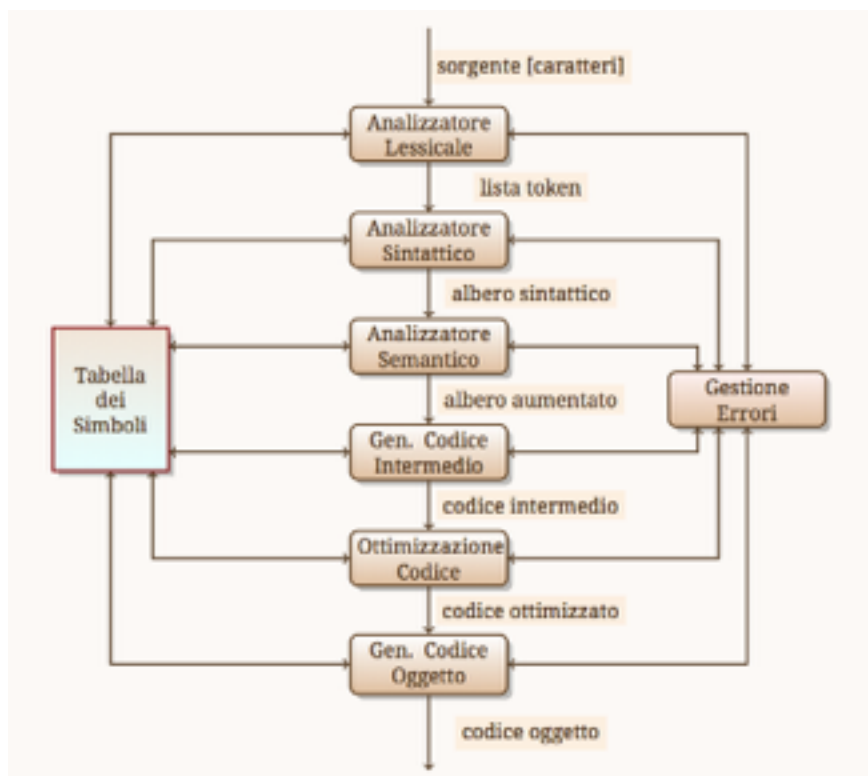 sorgente [caratteri]
Analizzatore
Lessicale
lista token
Analizzatore
Sintattico
albero sintattico
Analizzatore
Semantico
Tabella
dei
Simboli
Gestione
Errori
albero aumentato
Gen. Codice
Intermedio
codice intermedio
Ottimizzazione
Codice
codice ottimizzato
Gen. Codice
Oggetto
codice oggetto